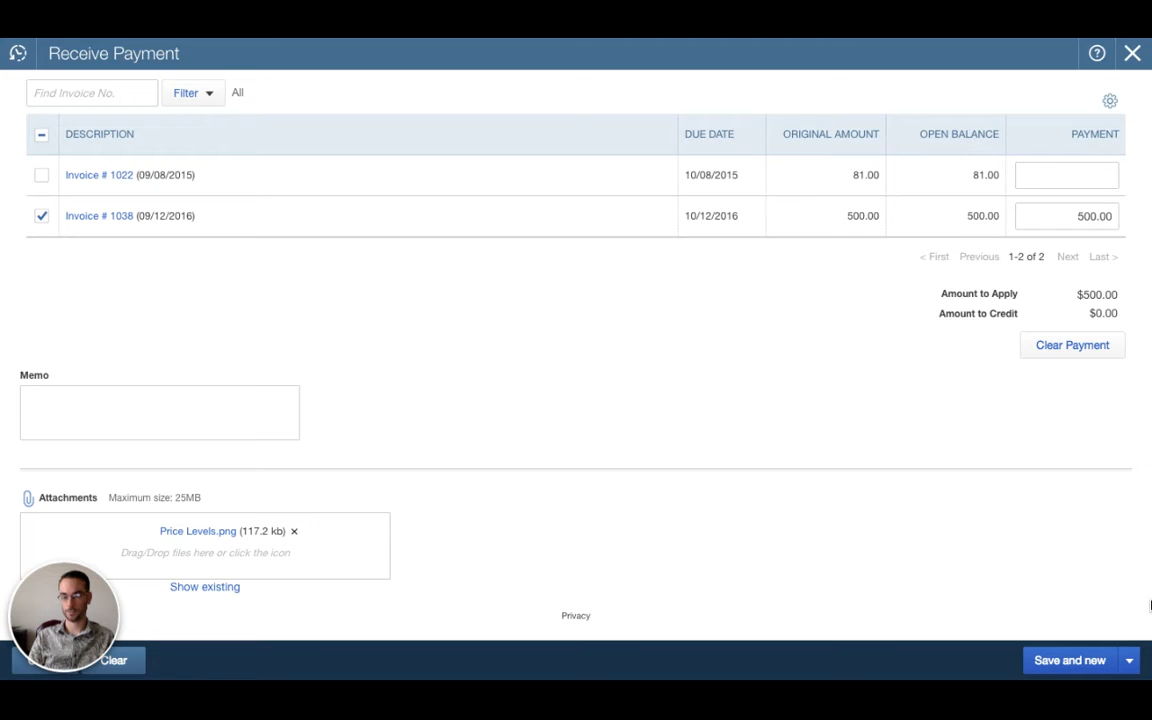 Receive Payment
Find Invoice No. Filter All
DESCRIPTION DUE DATE ORIGINAL AMOUNT OPEN BALANCE PAYMENT
Invoice # 1022 (09/08/2015) 10/08/2015 81.00 81.00
Invoice # 1038 (09/12/2016) 10/12/2016 500.00 500.00 500.00
< First Previous 1-2 of 2 Next Last >
Amount to Apply $500.00
Amount to Credit $0.00
Clear Payment
Memo
Attachments Maximum size: 25MB
Price Levels.png (117.2 kb) ×
Drag/Drop files here or click the icon
Show existing
Privacy
Clear Save and new